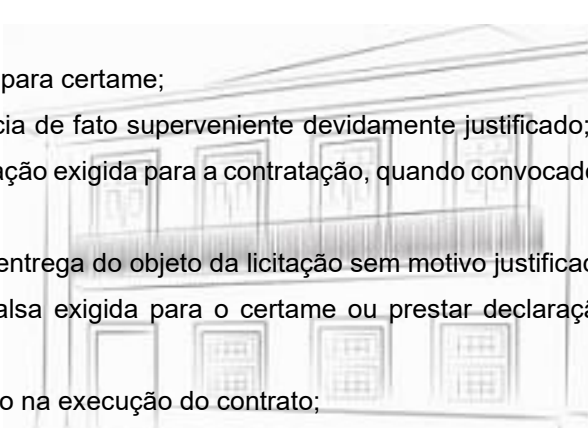 para certame;
cia de fato superveniente devidamente justificado;
ação exigida para a contratação, quando convocado
entrega do objeto da licitação sem motivo justificad
alsa exigida para o certame ou prestar declaraçã
o na execução do contrato;